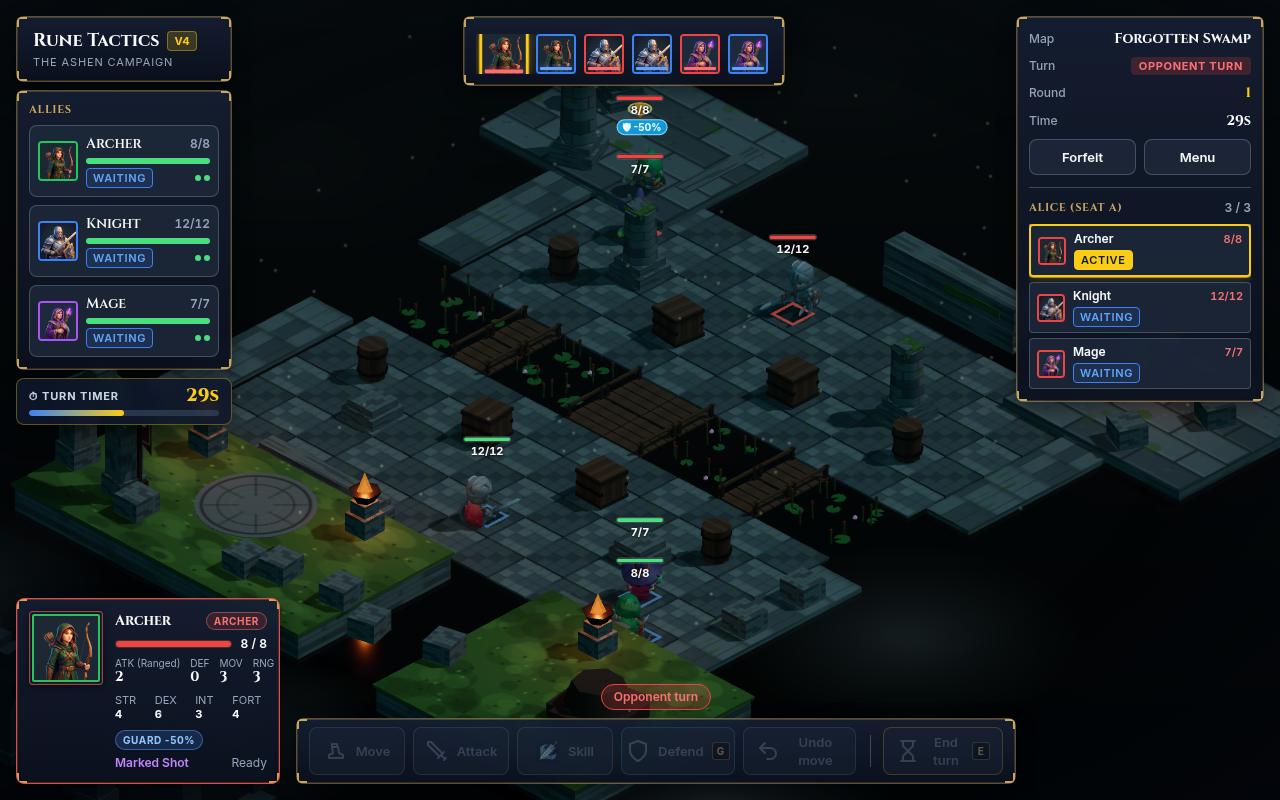 Rune Tactics V4
THE ASHEN CAMPAIGN
ALLIES
Archer 8/8
WAITING
Knight 12/12
WAITING
Mage 7/7
WAITING
TURN TIMER 29s
8/8
-50%
7/7
12/12
12/12
7/7
8/8
Map Forgotten Swamp
Turn OPPONENT TURN
Round 1
Time 29s
Forfeit Menu
ALICE (SEAT A) 3 / 3
Archer 8/8
ACTIVE
Knight 12/12
WAITING
Mage 7/7
WAITING
Archer ARCHER
8 / 8
ATK (Ranged) DEF MOV RNG
2 0 3 3
STR DEX INT FORT
4 6 3 4
GUARD -50%
Marked Shot Ready
Opponent turn
Move Attack Skill Defend G Undo move End turn E